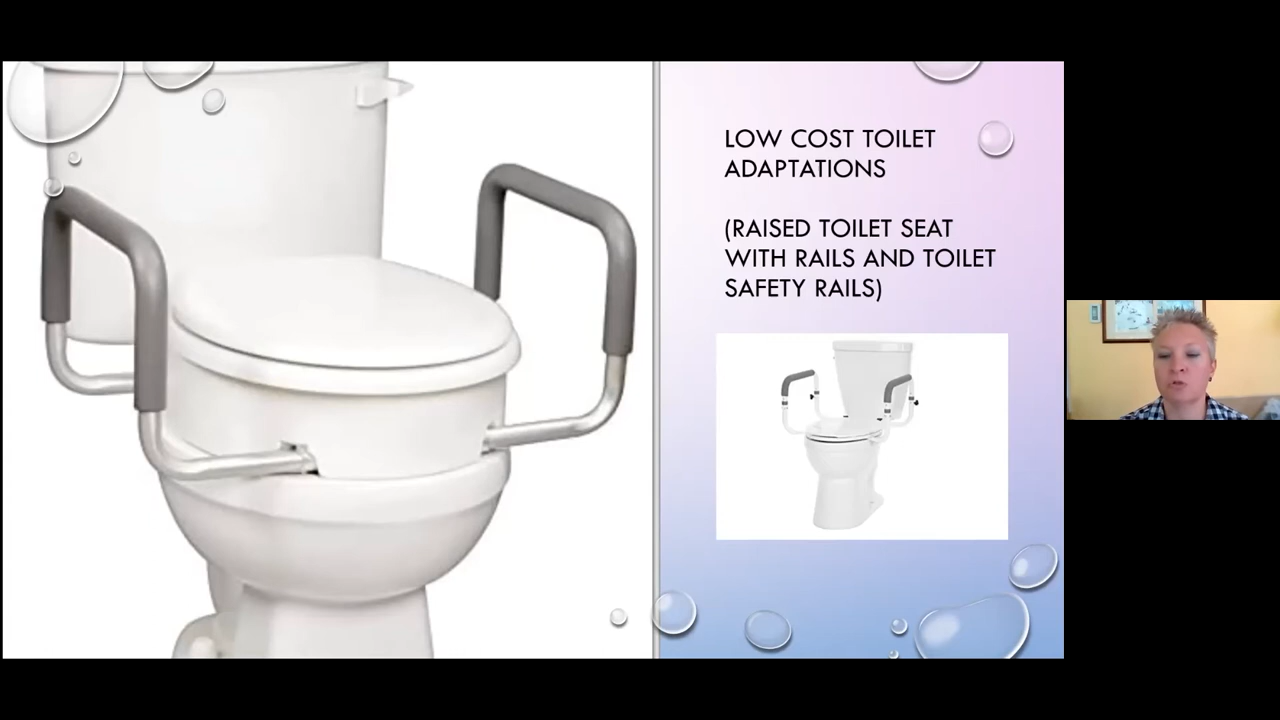 LOW COST TOILET
ADAPTATIONS
(RAISED TOILET SEAT
WITH RAILS AND TOILET
SAFETY RAILS)